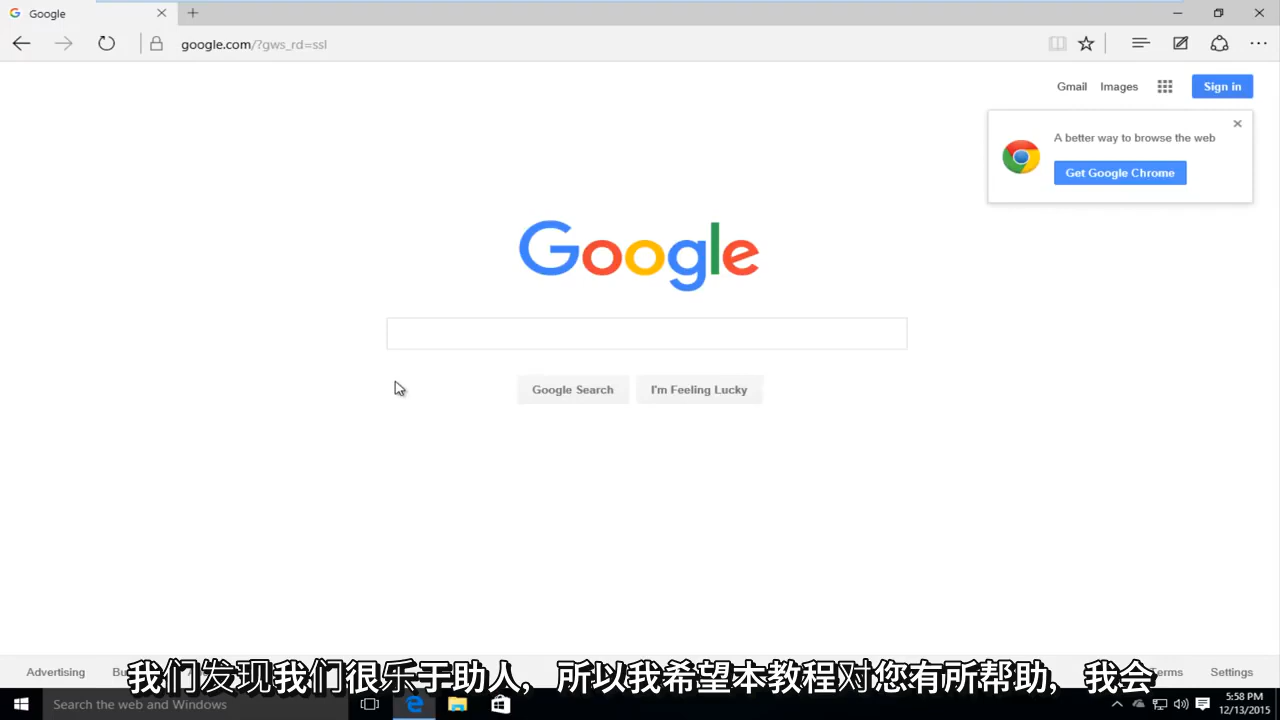 Google
google.com/?gws_rd=ssl
Gmail Images Sign in
A better way to browse the web
Get Google Chrome
Google
Google Search I'm Feeling Lucky
Advertising Terms Settings
我们发现我们很乐于助人，所以我希望本教程对您有所帮助，我会
Search the web and Windows
5:58 PM
12/13/2015